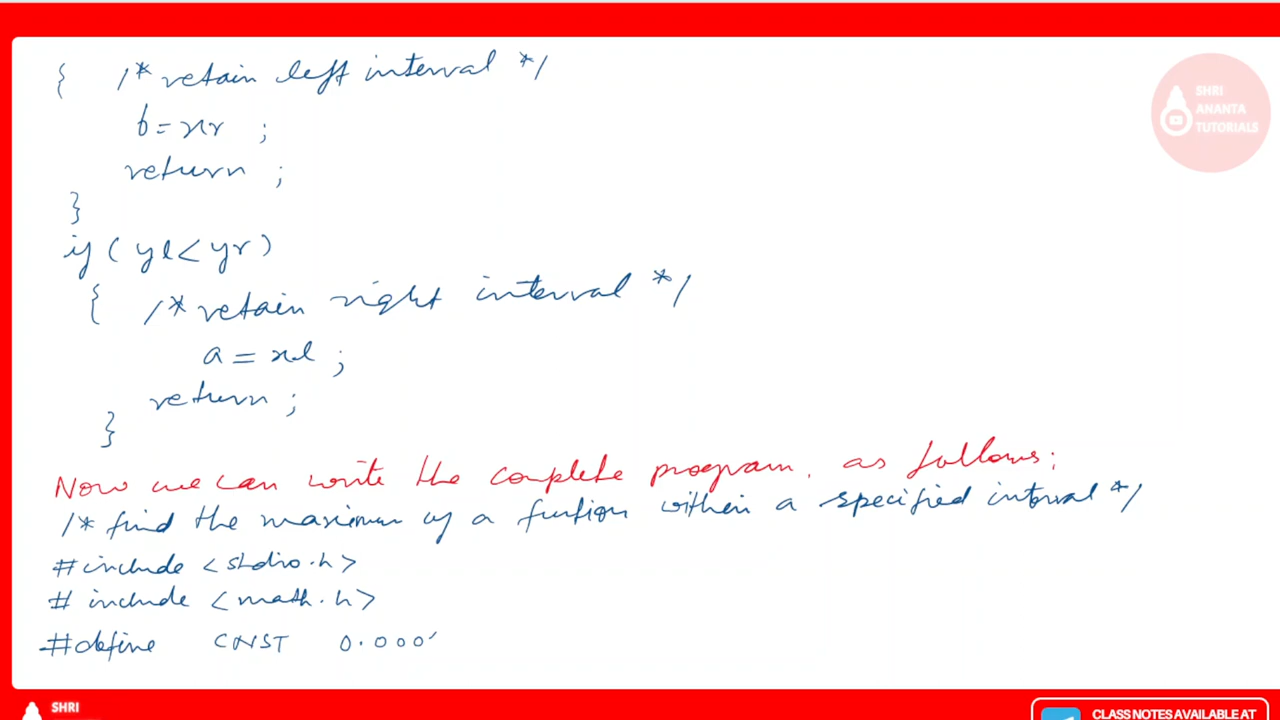 SHRI
ANANTA
TUTORIALS
{ /* retain left interval */
b = xr ;
return ;
}
if ( yl < yr )
{ /* retain right interval */
a = xl ;
return ;
}
Now we can write the complete program, as follows;
/* find the maximum of a function within a specified interval */
#include <stdio.h>
# include <math.h>
#define CNST 0.000
SHRI
CLASS NOTES AVAILABLE AT